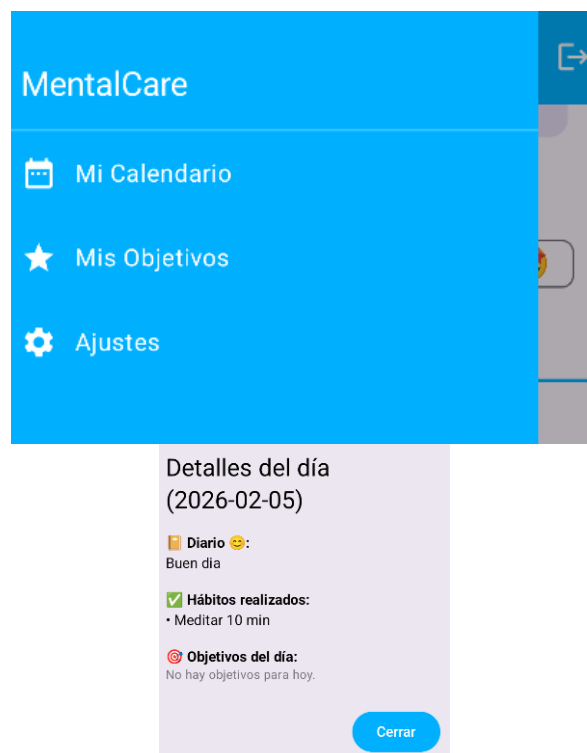 MentalCare
Mi Calendario
Mis Objetivos
Ajustes
Detalles del día
(2026-02-05)
📔 Diario 😊:
Buen dia
✅ Hábitos realizados:
• Meditar 10 min
🎯 Objetivos del día:
No hay objetivos para hoy.
Cerrar